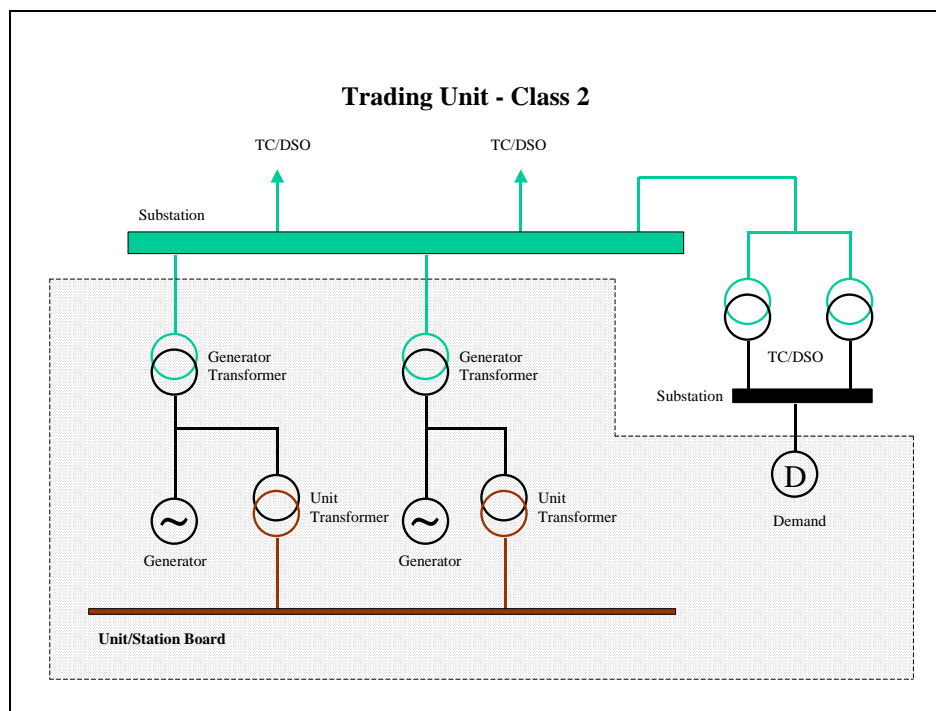 Trading Unit - Class 2
TC/DSO
TC/DSO
Substation
Generator
Transformer
Generator
Transformer
TC/DSO
Substation
D
Unit
Transformer
Unit
Transformer
Demand
~
~
Generator
Generator
Unit/Station Board